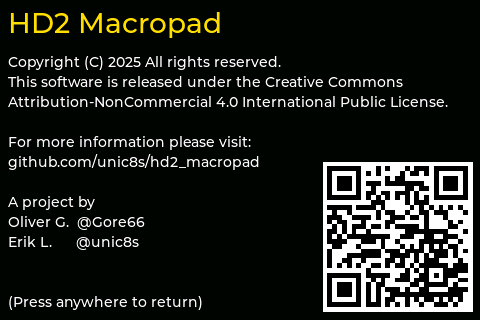 HD2 Macropad
Copyright (C) 2025 All rights reserved.
This software is released under the Creative Commons
Attribution-NonCommercial 4.0 International Public License.
For more information please visit:
github.com/unic8s/hd2_macropad
A project by
Oliver G. @Gore66
Erik L. @unic8s
(Press anywhere to return)